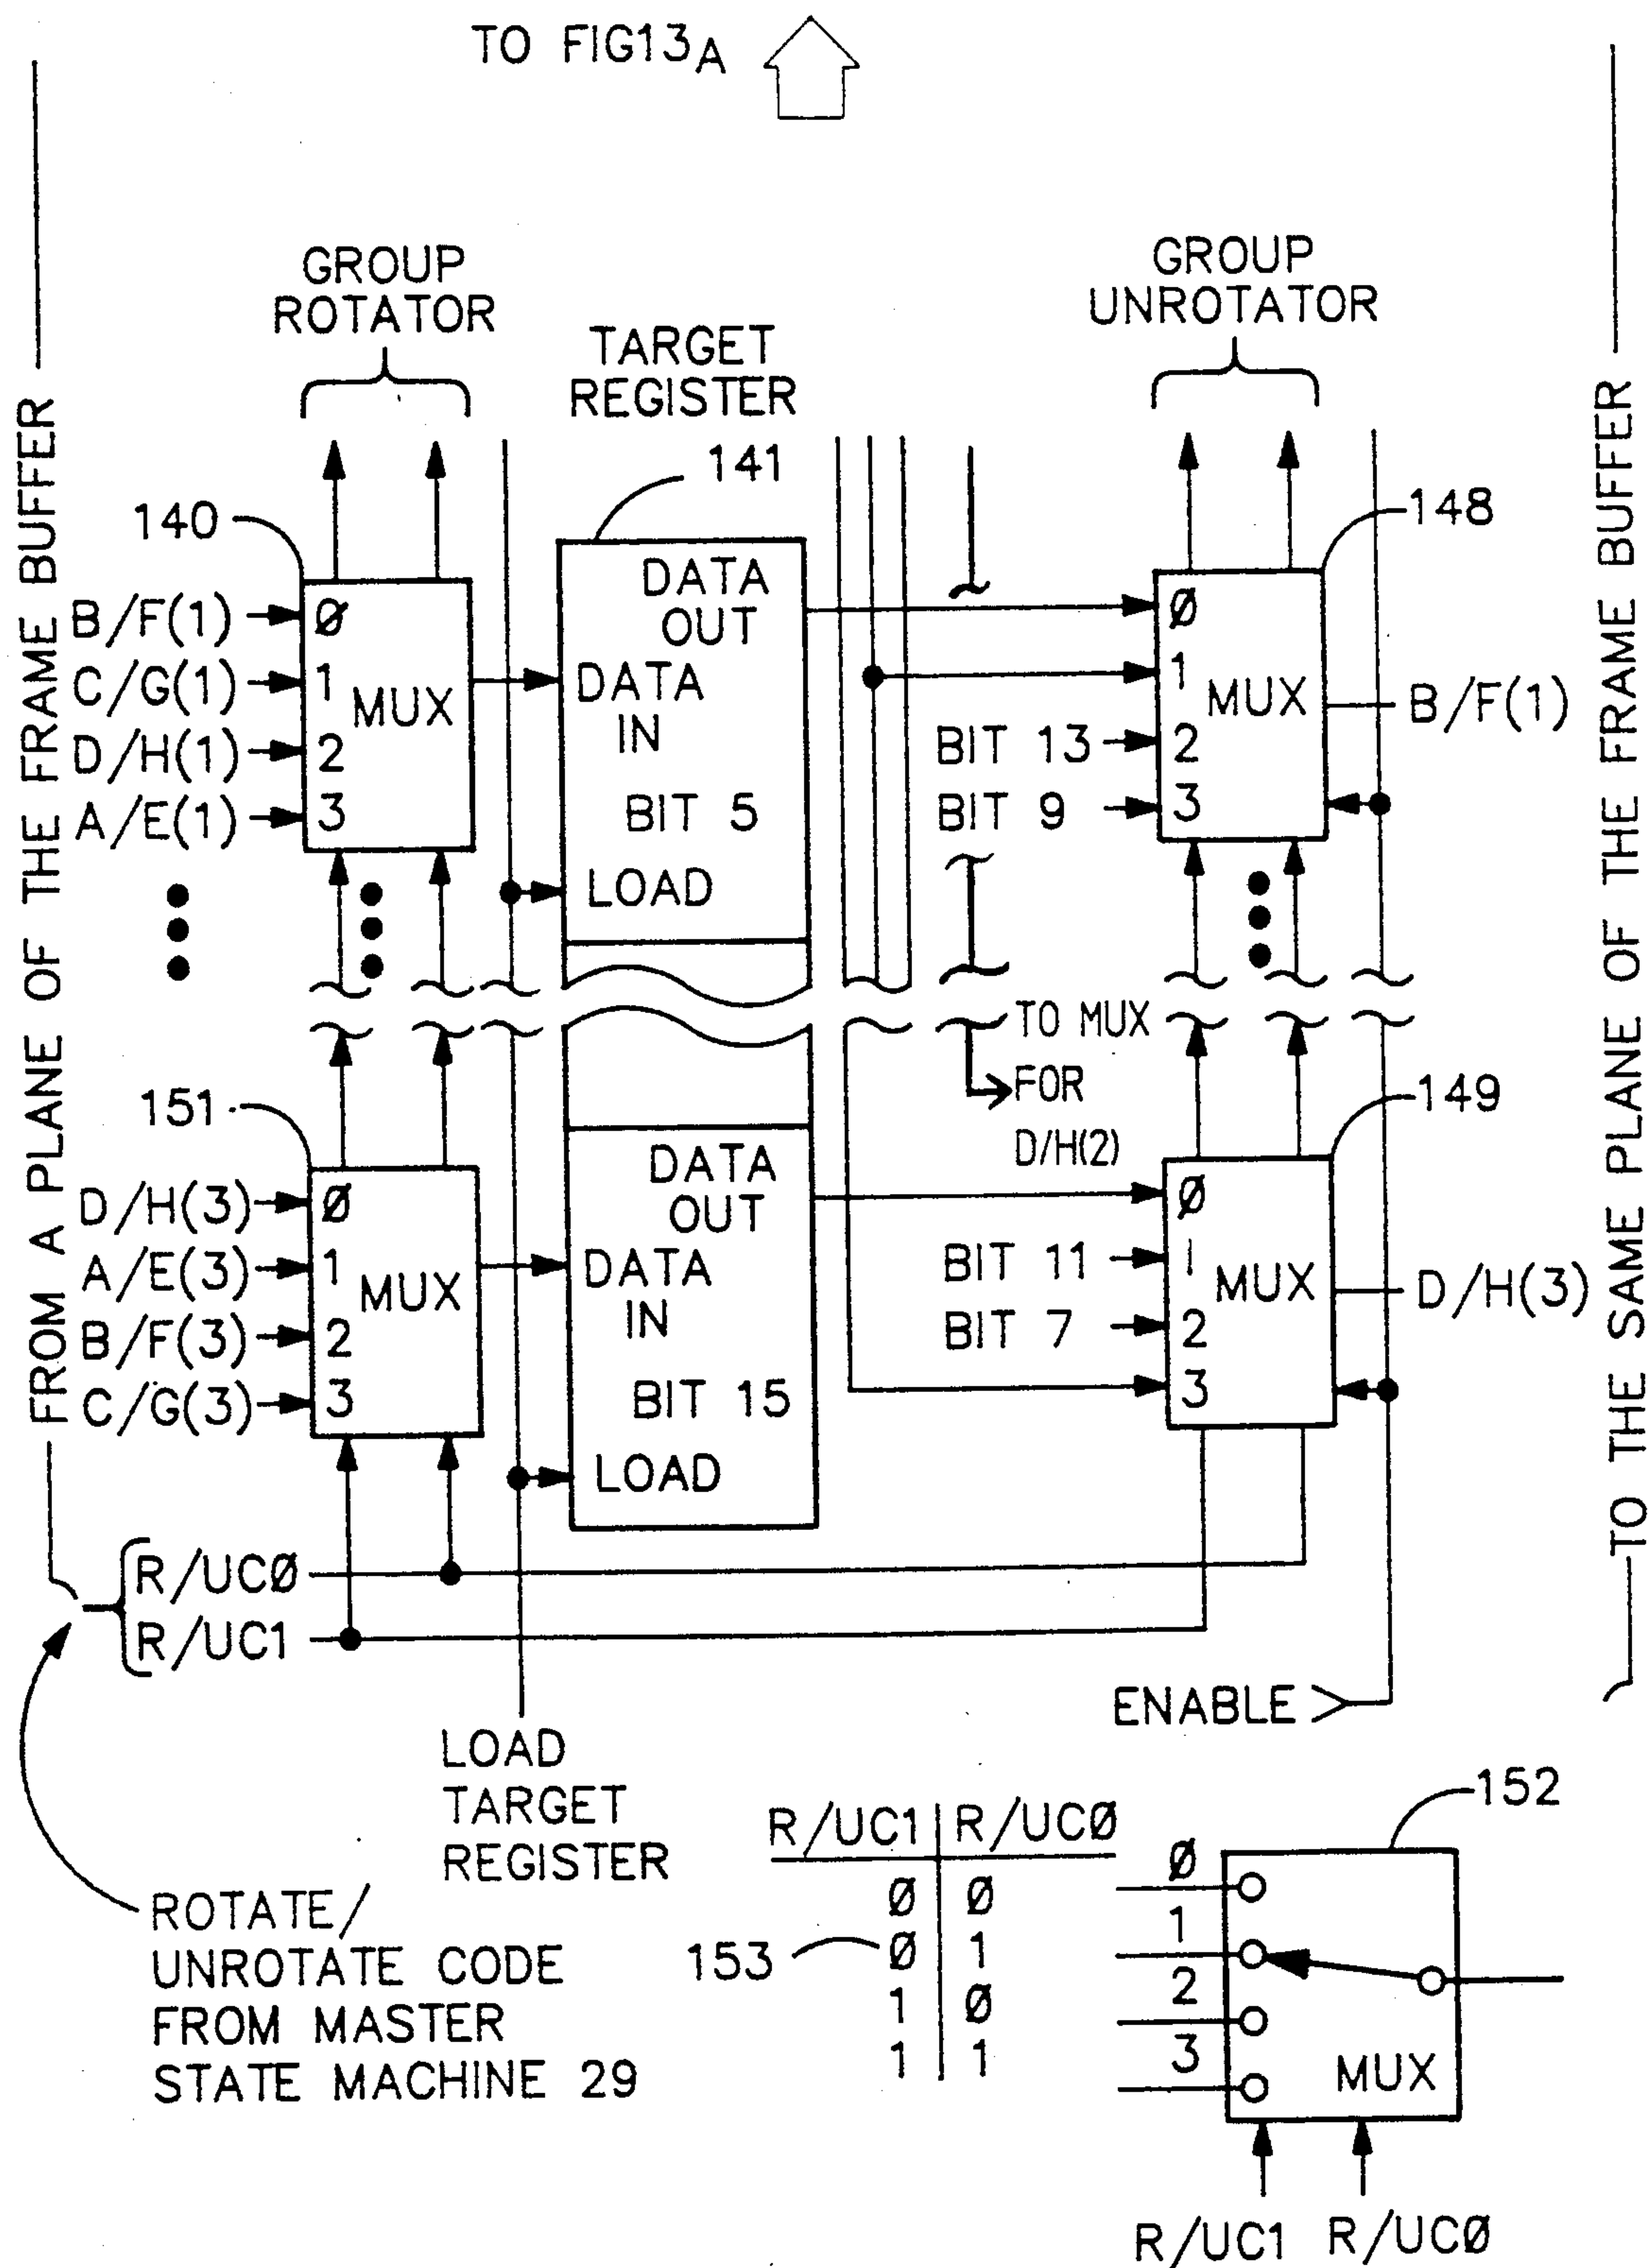 TO FIG13A
FROM A PLANE OF THE FRAME BUFFER
TO THE SAME PLANE OF THE FRAME BUFFER
GROUP
ROTATOR
TARGET
REGISTER
GROUP
UNROTATOR
140
141
148
B/F(1)
C/G(1)
D/H(1)
A/E(1)
Ø
1
2
3
MUX
DATA
OUT
DATA
IN
BIT 5
LOAD
BIT 13
BIT 9
Ø
1
2
3
MUX
B/F(1)
TO MUX
FOR
D/H(2)
151
149
D/H(3)
A/E(3)
B/F(3)
C/G(3)
Ø
1
2
3
MUX
DATA
OUT
DATA
IN
BIT 15
LOAD
BIT 11
BIT 7
Ø
1
2
3
MUX
D/H(3)
R/UCØ
R/UC1
ENABLE
LOAD
TARGET
REGISTER
ROTATE/
UNROTATE CODE
FROM MASTER
STATE MACHINE 29
R/UC1 R/UCØ
Ø Ø
Ø 1
1 Ø
1 1
153
152
Ø
1
2
3
MUX
R/UC1 R/UCØ